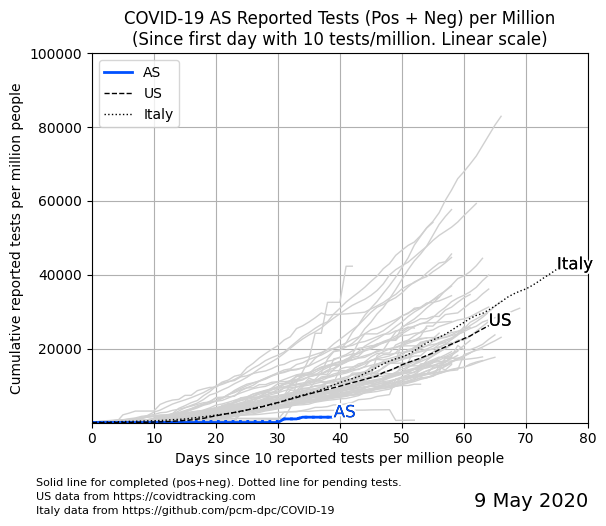 COVID-19 AS Reported Tests (Pos + Neg) per Million
(Since first day with 10 tests/million. Linear scale)
Cumulative reported tests per million people
100000
80000
60000
40000
20000
AS
US
Italy
Italy
US
AS
0 10 20 30 40 50 60 70 80
Days since 10 reported tests per million people
Solid line for completed (pos+neg). Dotted line for pending tests.
US data from https://covidtracking.com
Italy data from https://github.com/pcm-dpc/COVID-19
9 May 2020